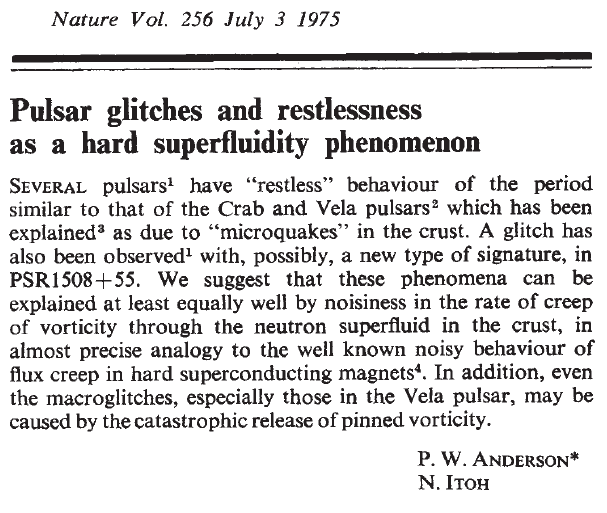 Nature Vol. 256 July 3 1975
Pulsar glitches and restlessness
as a hard superfluidity phenomenon
SEVERAL pulsars¹ have “restless” behaviour of the period
similar to that of the Crab and Vela pulsars² which has been
explained³ as due to “microquakes” in the crust. A glitch has
also been observed¹ with, possibly, a new type of signature, in
PSR1508+55. We suggest that these phenomena can be
explained at least equally well by noisiness in the rate of creep
of vorticity through the neutron superfluid in the crust, in
almost precise analogy to the well known noisy behaviour of
flux creep in hard superconducting magnets⁴. In addition, even
the macroglitches, especially those in the Vela pulsar, may be
caused by the catastrophic release of pinned vorticity.
P. W. ANDERSON*
N. ITOH